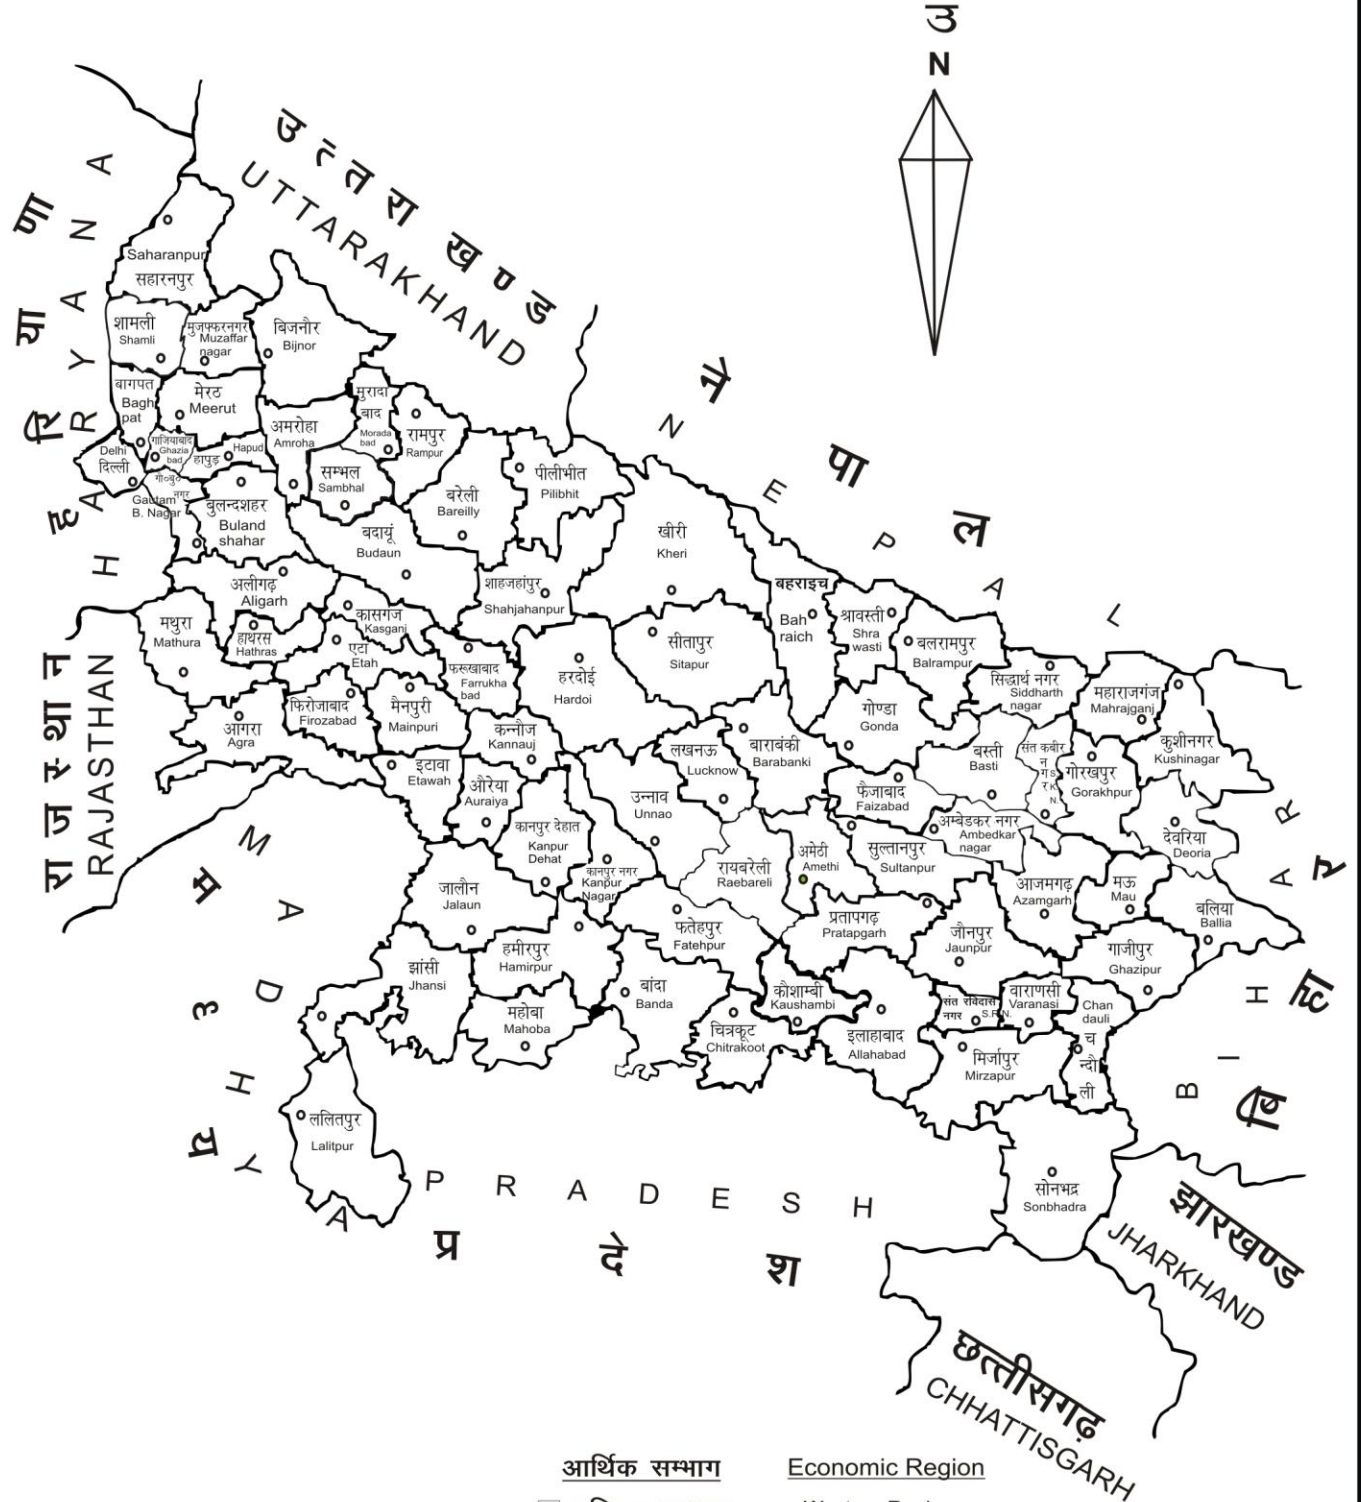 उ
N
उत्तराखण्ड
UTTARAKHAND
हरियाणा
HARYANA
नेपाल
NEPAL
राजस्थान
RAJASTHAN
Saharanpur
सहारनपुर
शामली
Shamli
मुजफ्फरनगर
Muzaffar
nagar
बिजनौर
Bijnor
बागपत
Bagh
pat
मेरठ
Meerut
अमरोहा
Amroha
मुरादा
बाद
Morada
bad
रामपुर
Rampur
Delhi
दिल्ली
गाजियाबाद
Ghazia
bad
हापुड़
Hapud
गौ०बु०
नगर
Gautam
B. Nagar
बुलन्दशहर
Buland
shahar
सम्भल
Sambhal
बरेली
Bareilly
पीलीभीत
Pilibhit
बदायूं
Budaun
खीरी
Kheri
शाहजहांपुर
Shahjahanpur
अलीगढ़
Aligarh
कासगंज
Kasganj
मथुरा
Mathura
हाथरस
Hathras
एटा
Etah
फरूखाबाद
Farrukha
bad
हरदोई
Hardoi
सीतापुर
Sitapur
बहराइच
Bah
raich
श्रावस्ती
Shra
wasti
बलरामपुर
Balrampur
सिद्धार्थ नगर
Siddharth
nagar
महाराजगंज
Mahrajganj
कुशीनगर
Kushinagar
आगरा
Agra
फिरोजाबाद
Firozabad
मैनपुरी
Mainpuri
कन्नौज
Kannauj
इटावा
Etawah
औरेया
Auraiya
कानपुर देहात
Kanpur
Dehat
कानपुर नगर
Kanpur
Nagar
उन्नाव
Unnao
लखनऊ
Lucknow
बाराबंकी
Barabanki
गोण्डा
Gonda
बस्ती
Basti
संत कबीर
न
ग
र
S.
K.
N.
गोरखपुर
Gorakhpur
देवरिया
Deoria
फैजाबाद
Faizabad
अम्बेडकर नगर
Ambedkar
nagar
रायबरेली
Raebareli
अमेठी
Amethi
सुल्तानपुर
Sultanpur
आजमगढ़
Azamgarh
मऊ
Mau
बलिया
Ballia
जालौन
Jalaun
हमीरपुर
Hamirpur
फतेहपुर
Fatehpur
प्रतापगढ़
Pratapgarh
जौनपुर
Jaunpur
गाजीपुर
Ghazipur
झांसी
Jhansi
महोबा
Mahoba
बांदा
Banda
चित्रकूट
Chitrakoot
कौशाम्बी
Kaushambi
इलाहाबाद
Allahabad
संत रविदास
नगर
S.R.N.
वाराणसी
Varanasi
Chan
dauli
च
न्दौ
ली
मिर्जापुर
Mirzapur
ललितपुर
Lalitpur
सोनभद्र
Sonbhadra
MADHYA PRADESH
मध्य प्रदेश
BIHAR
बिहार
झारखण्ड
JHARKHAND
छत्तीसगढ़
CHHATTISGARH
आर्थिक सम्भाग Economic Region